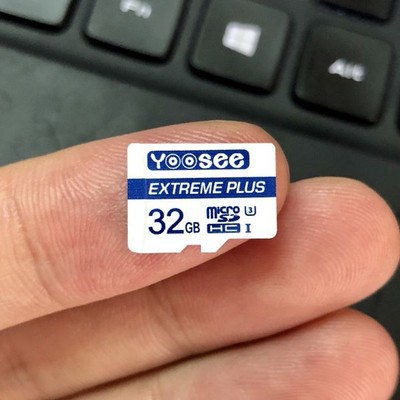 Fn
Alt
YOOSee
EXTREME PLUS
32GB
micro
SD
HC I
3